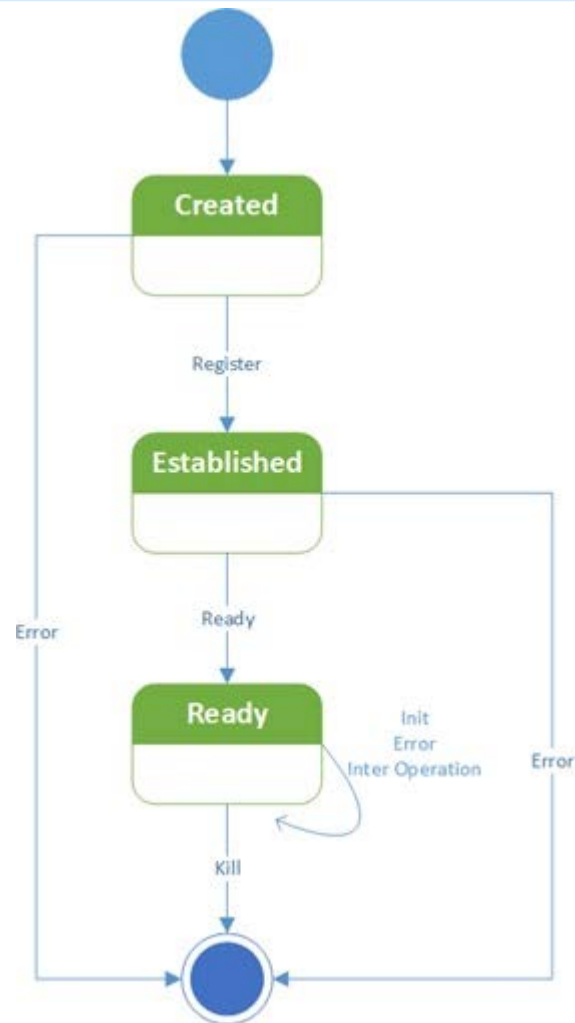 Created
Register
Established
Ready
Error
Ready
Init
Error
Inter Operation
Error
Kill